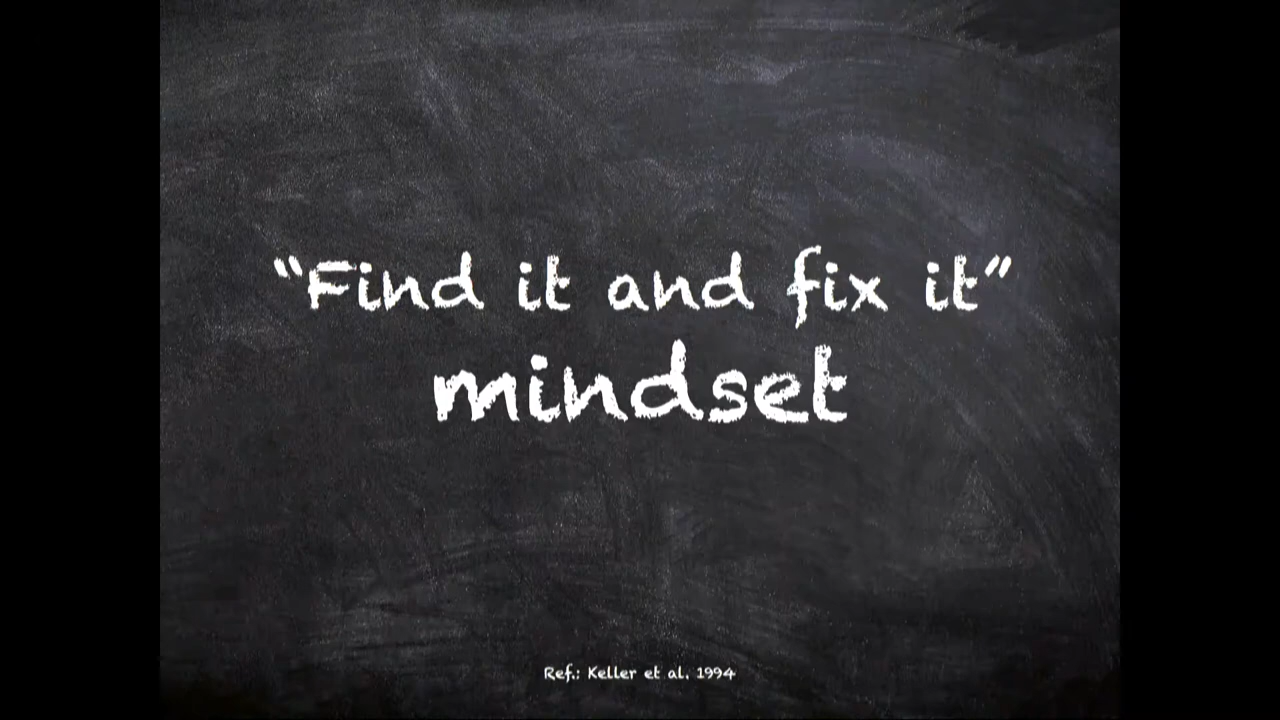 “Find it and fix it”
mindset
Ref.: Keller et al. 1994